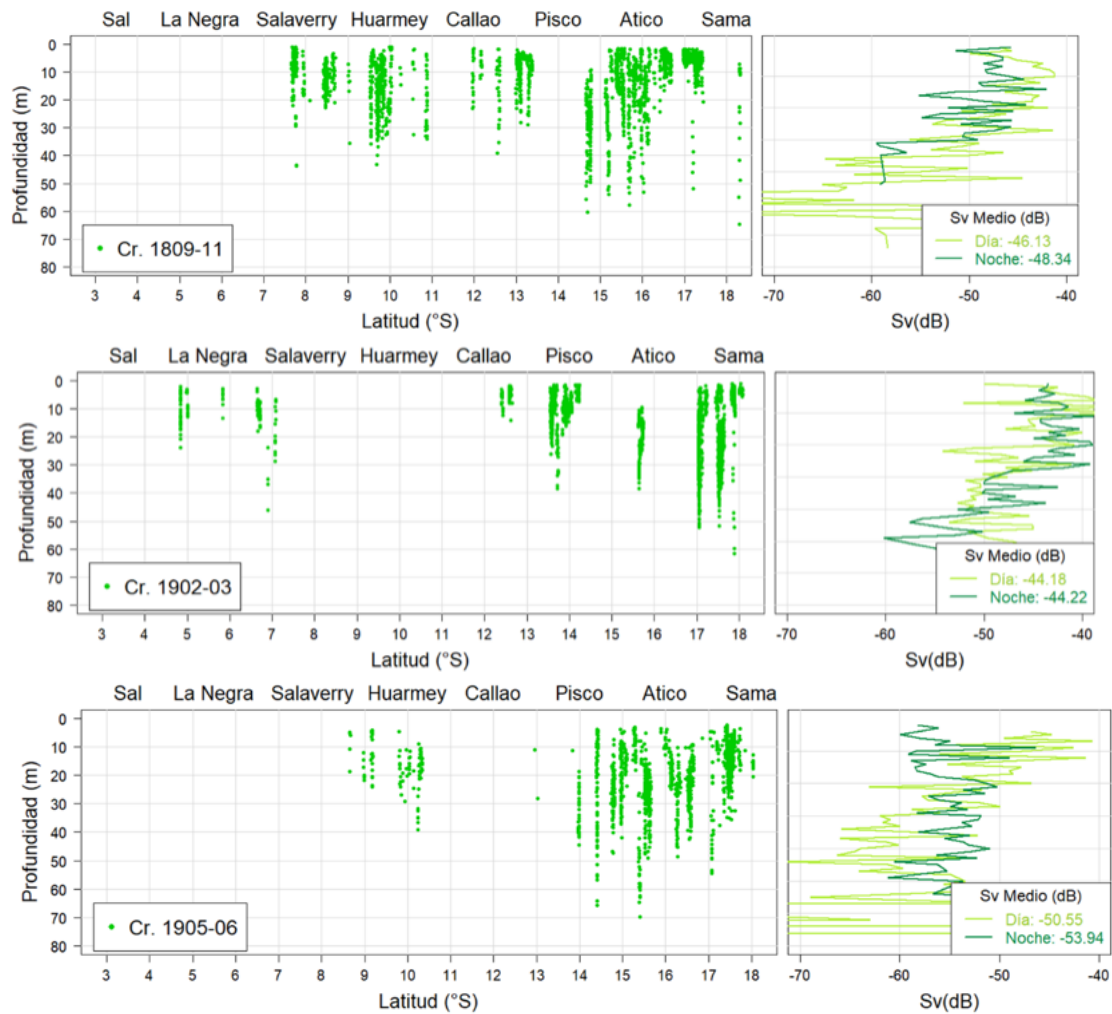 Sal La Negra Salaverry Huarmey Callao Pisco Atico Sama
Profundidad (m)
0
10
20
30
40
50
60
70
80
Cr. 1809-11
3 4 5 6 7 8 9 10 11 12 13 14 15 16 17 18
Latitud (°S)
Sv Medio (dB)
Día: -46.13
Noche: -48.34
-70 -60 -50 -40
Sv(dB)
Sal La Negra Salaverry Huarmey Callao Pisco Atico Sama
Profundidad (m)
0
10
20
30
40
50
60
70
80
Cr. 1902-03
3 4 5 6 7 8 9 10 11 12 13 14 15 16 17 18
Latitud (°S)
Sv Medio (dB)
Día: -44.18
Noche: -44.22
-70 -60 -50 -40
Sv(dB)
Sal La Negra Salaverry Huarmey Callao Pisco Atico Sama
Profundidad (m)
0
10
20
30
40
50
60
70
80
Cr. 1905-06
3 4 5 6 7 8 9 10 11 12 13 14 15 16 17 18
Latitud (°S)
Sv Medio (dB)
Día: -50.55
Noche: -53.94
-70 -60 -50 -40
Sv(dB)